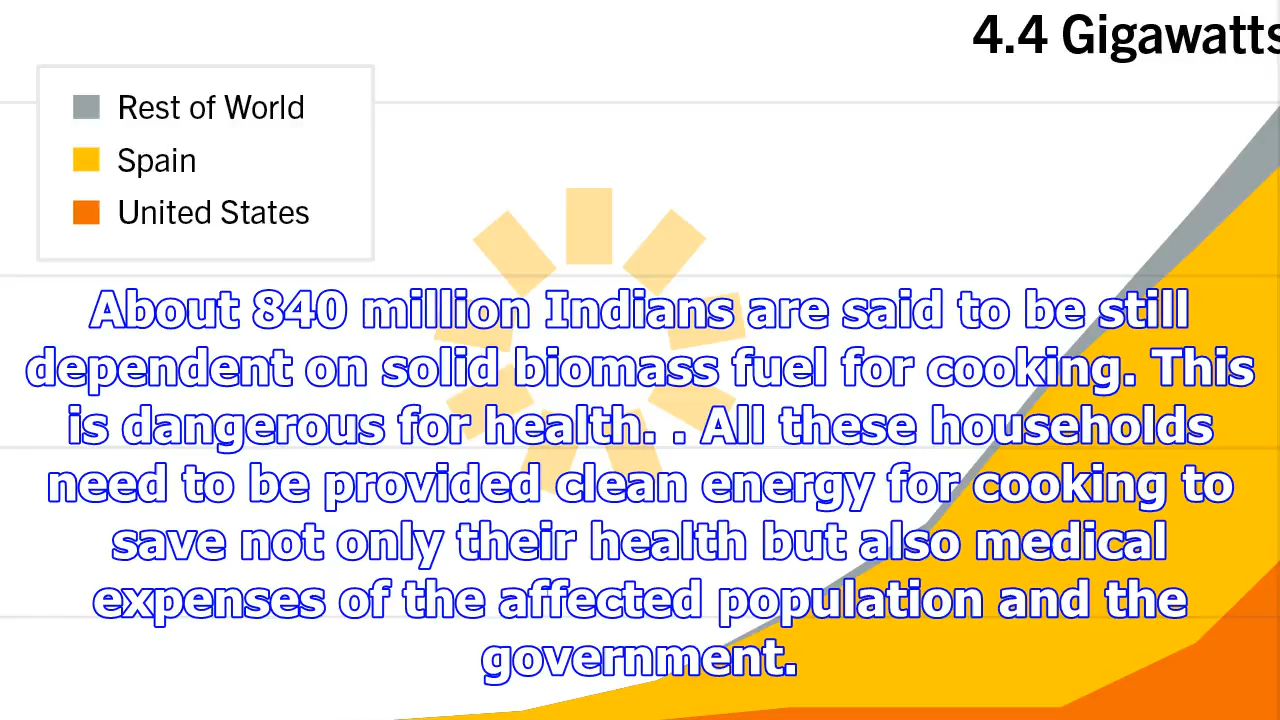 4.4 Gigawatts
Rest of World
Spain
United States
About 840 million Indians are said to be still
dependent on solid biomass fuel for cooking. This
is dangerous for health. . All these households
need to be provided clean energy for cooking to
save not only their health but also medical
expenses of the affected population and the
government.